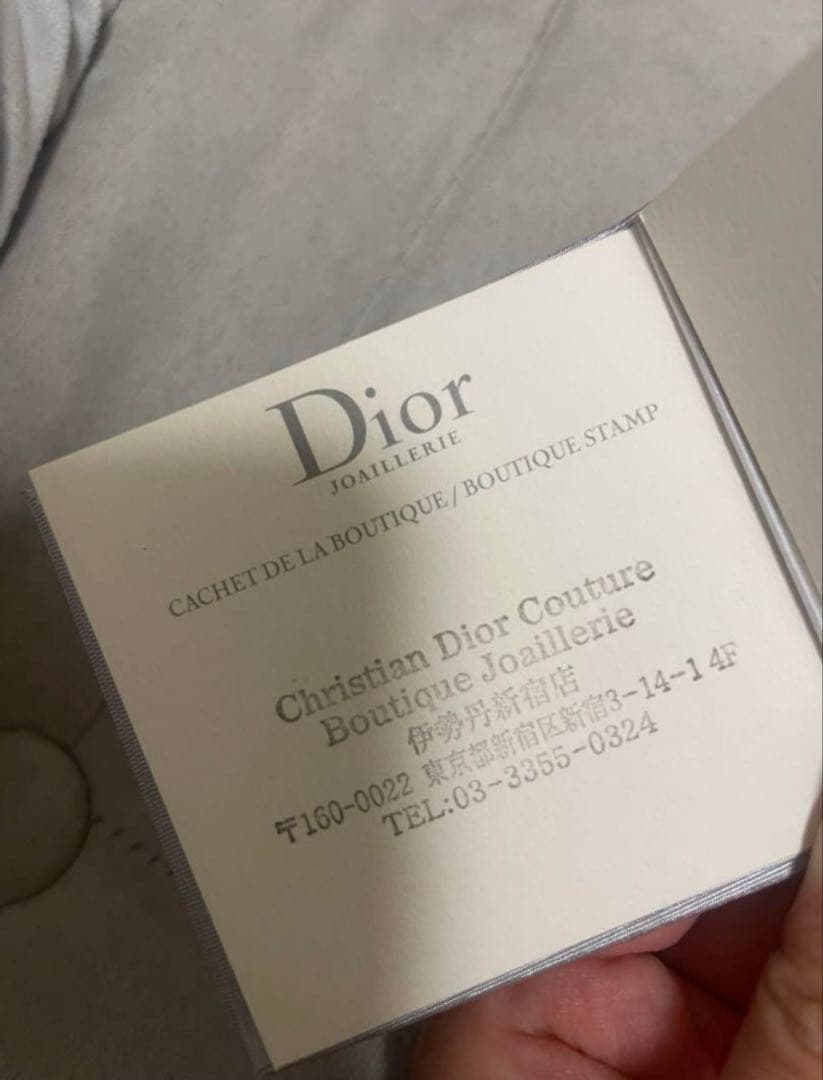 Dior
JOAILLERIE
CACHET DE LA BOUTIQUE / BOUTIQUE STAMP
Christian Dior Couture
Boutique Joaillerie
伊勢丹新宿店
〒160-0022 東京都新宿区新宿3-14-1 4F
TEL:03-3355-0324